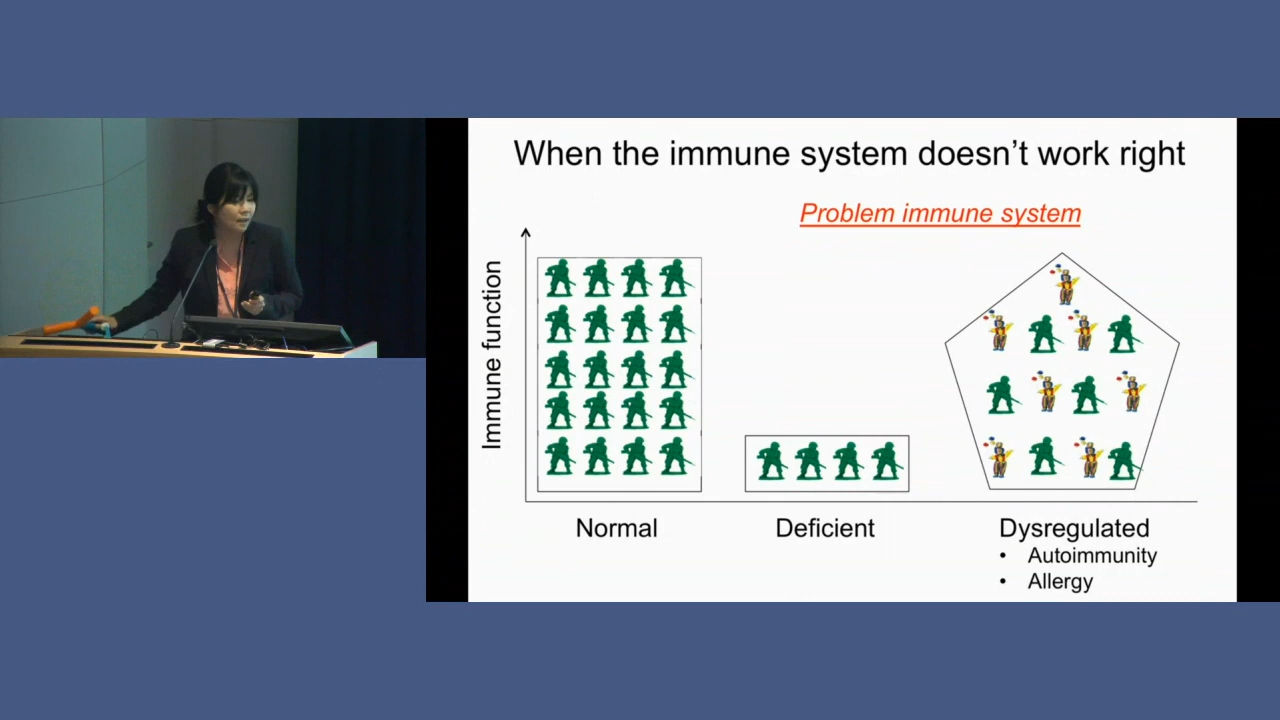 When the immune system doesn’t work right
Problem immune system
Immune function
Normal
Deficient
Dysregulated
• Autoimmunity
• Allergy